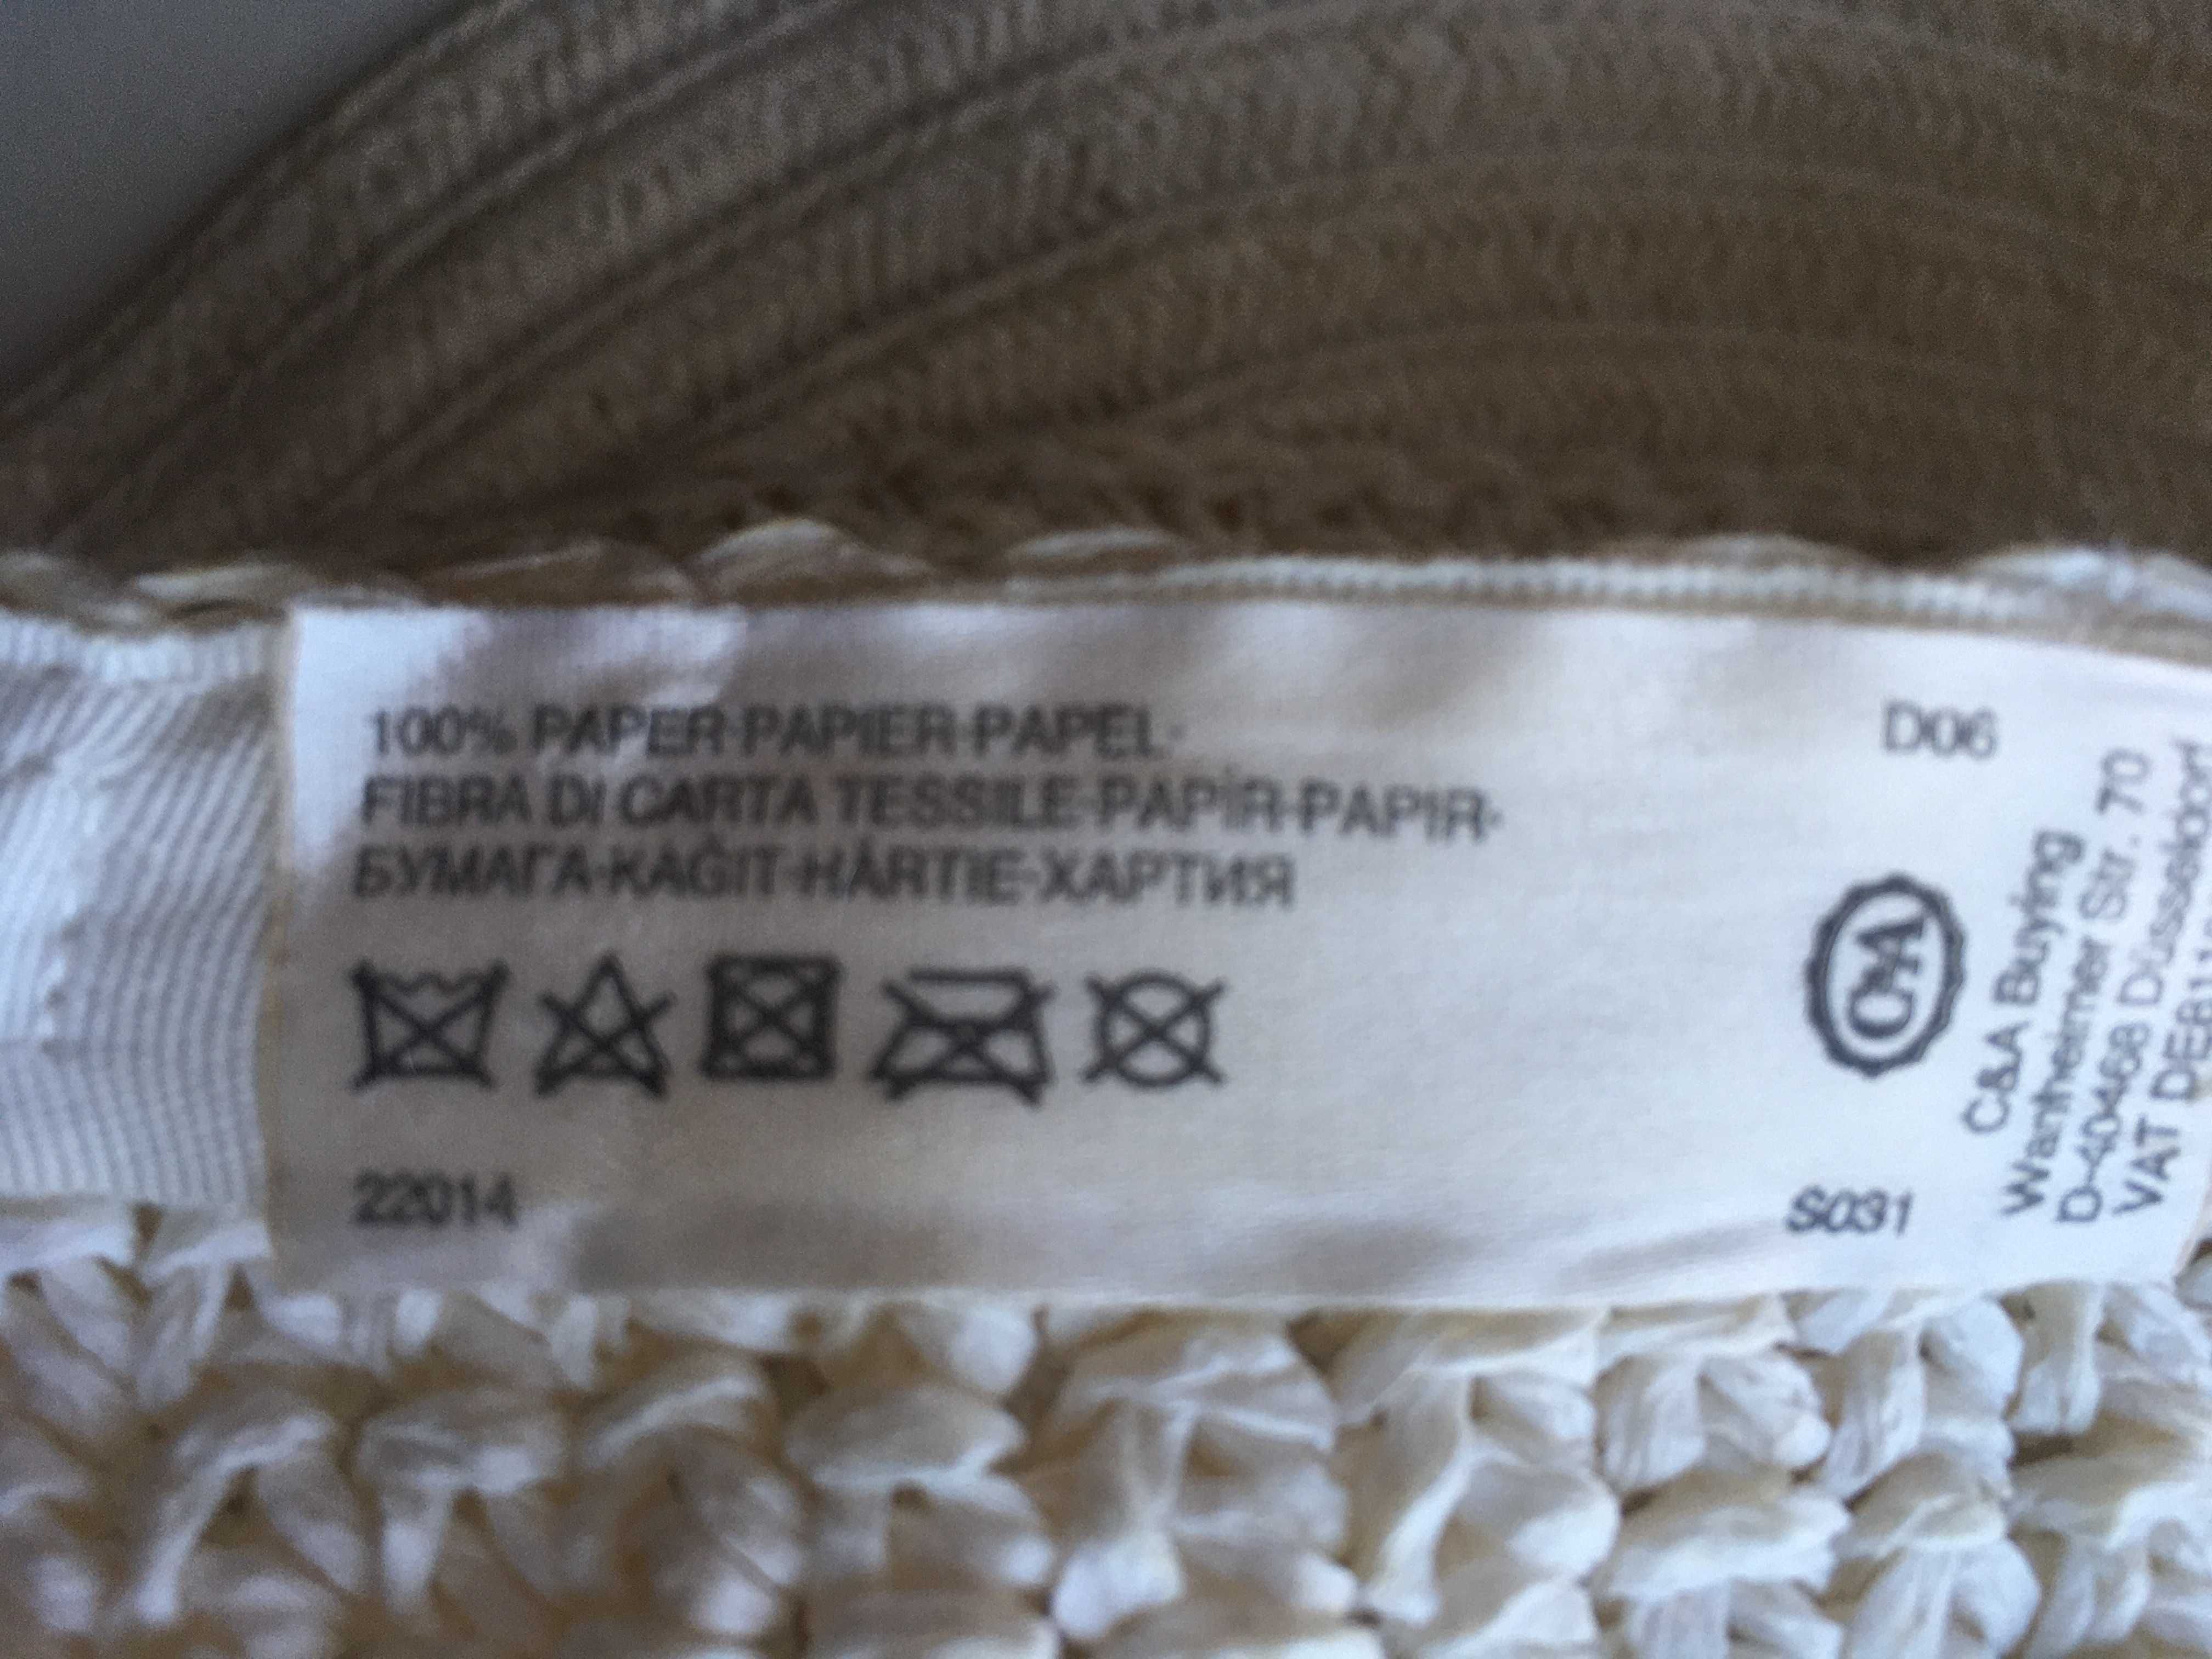 100% PAPER·PAPIER·PAPEL·
FIBRA DI CARTA TESSILE·PAPÍR·PAPIR·
БУМАГА·KAĞIT·HÂRTIE·ХАРТИЯ
22014
D06
C&A
S031
C&A Buying
Wanheimer Str. 70
D-40468 Düsseldorf
VAT